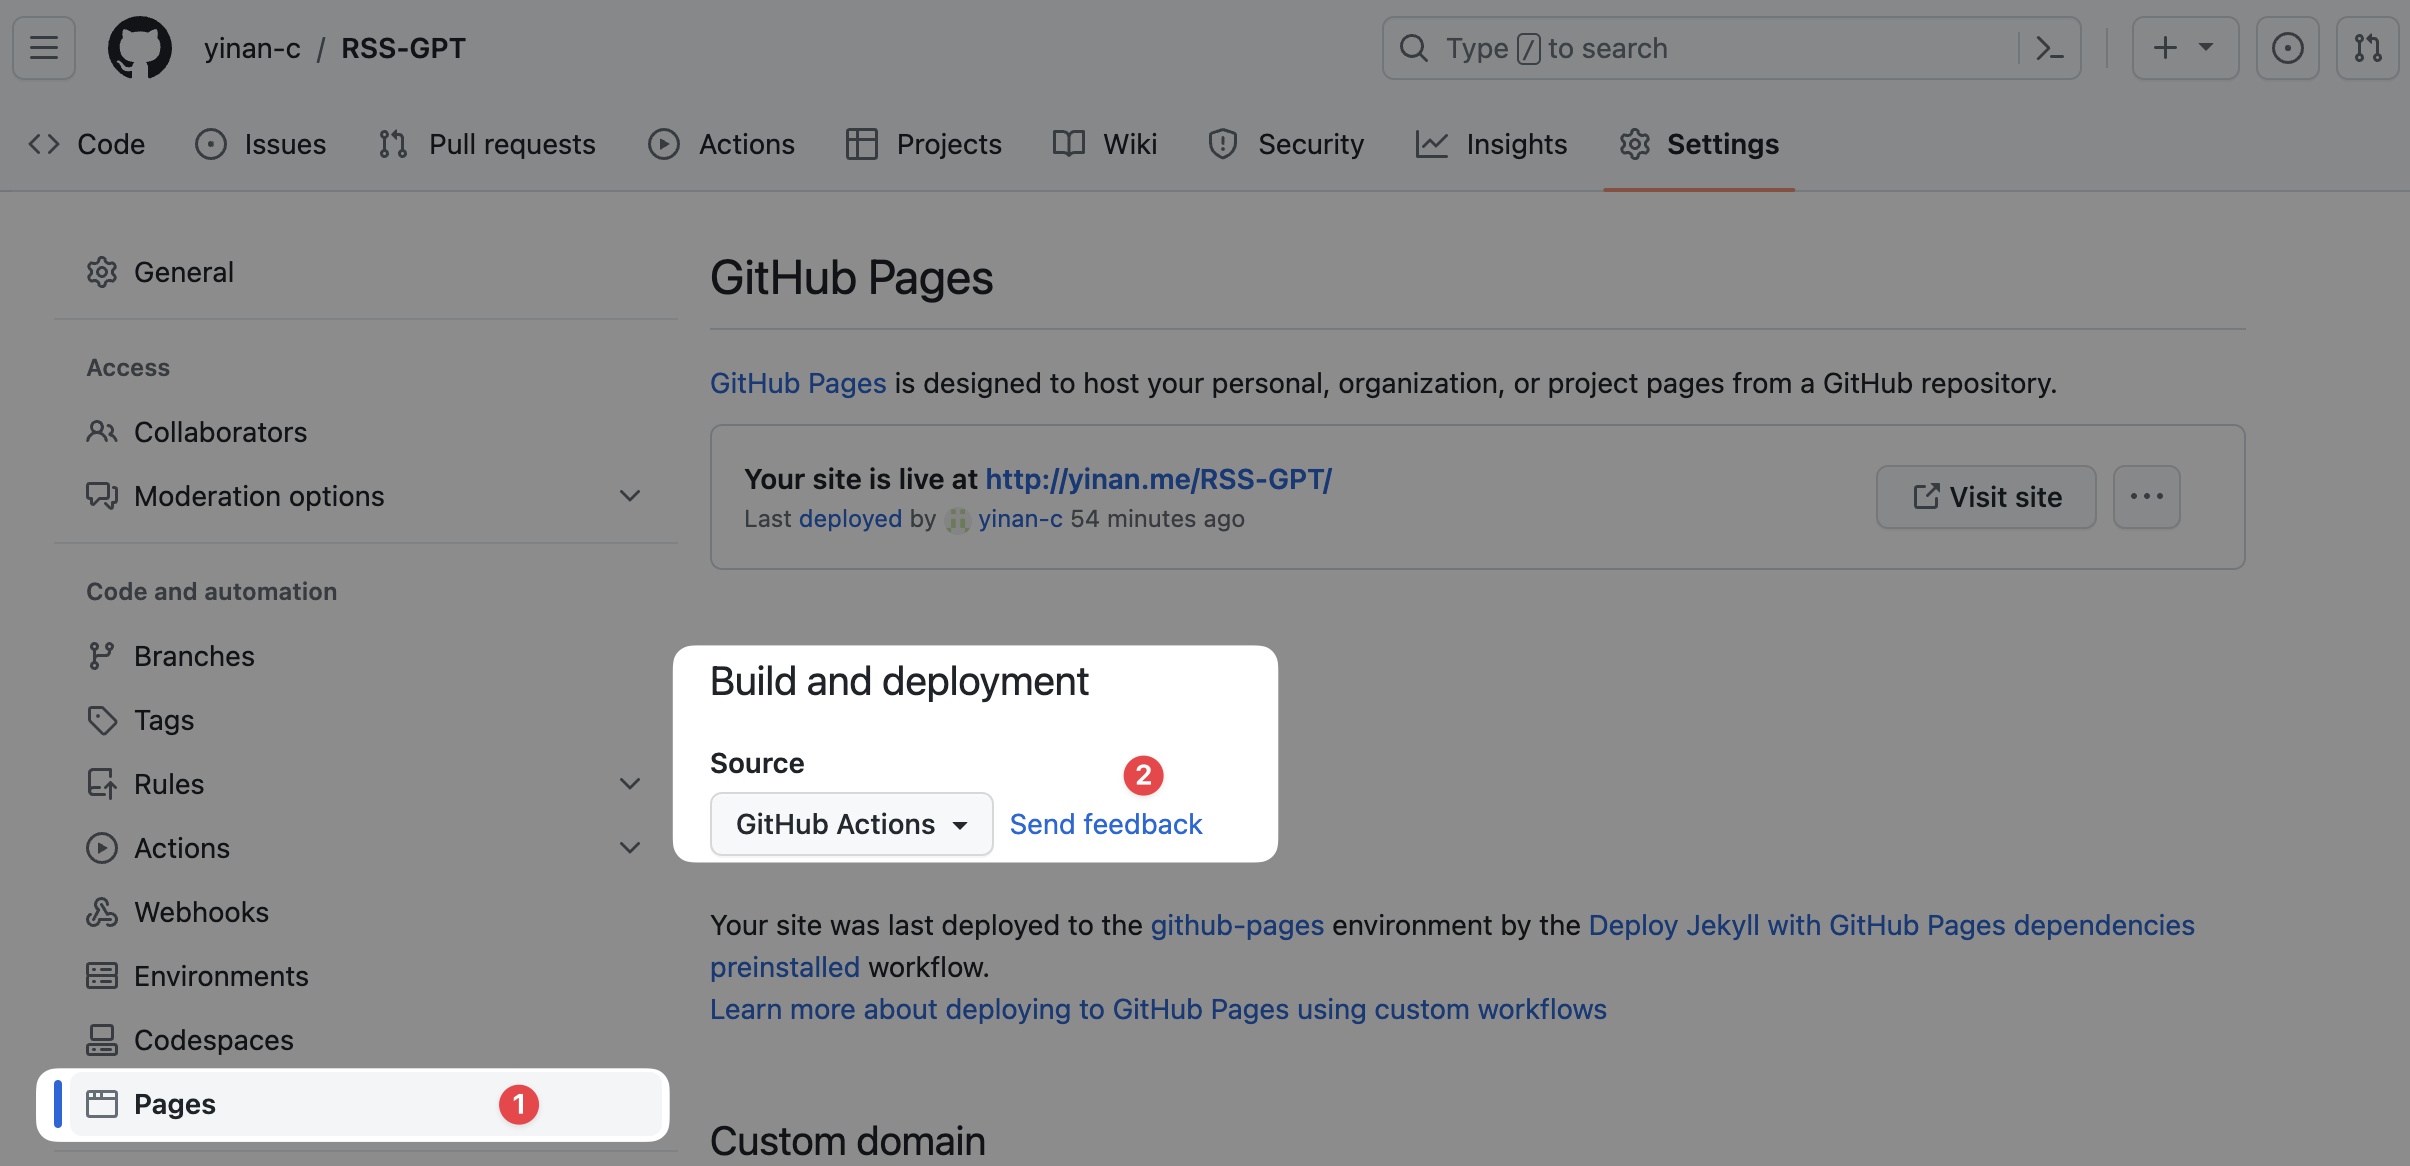 yinan-c / RSS-GPT
Type / to search
Code
Issues
Pull requests
Actions
Projects
Wiki
Security
Insights
Settings
General
Access
Collaborators
Moderation options
Code and automation
Branches
Tags
Rules
Actions
Webhooks
Environments
Codespaces
Pages
1
GitHub Pages
GitHub Pages is designed to host your personal, organization, or project pages from a GitHub repository.
Your site is live at http://yinan.me/RSS-GPT/
Last deployed by yinan-c 54 minutes ago
Visit site
Build and deployment
Source
2
GitHub Actions
Send feedback
Your site was last deployed to the github-pages environment by the Deploy Jekyll with GitHub Pages dependencies
preinstalled workflow.
Learn more about deploying to GitHub Pages using custom workflows
Custom domain